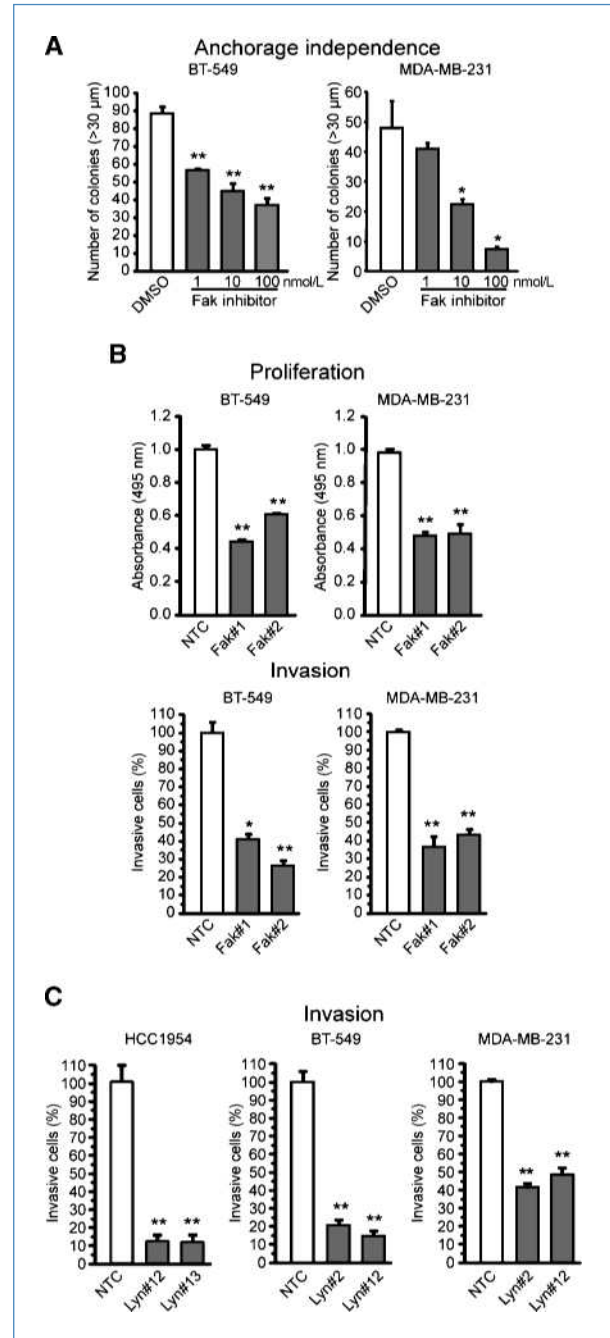 A
Anchorage independence
BT-549
MDA-MB-231
Number of colonies (>30 µm)
100
90
80
70
60
50
40
30
20
10
0
**
**
**
DMSO
1 10 100 nmol/L
Fak inhibitor
Number of colonies (>30 µm)
60
50
40
30
20
10
0
*
*
DMSO
1 10 100 nmol/L
Fak inhibitor
B
Proliferation
BT-549
MDA-MB-231
Absorbance (495 nm)
1.2
1.0
0.8
0.6
0.4
0.2
0.0
**
**
NTC
Fak#1
Fak#2
Absorbance (495 nm)
1.2
1.0
0.8
0.6
0.4
0.2
0.0
**
**
NTC
Fak#1
Fak#2
Invasion
BT-549
MDA-MB-231
Invasive cells (%)
110
100
90
80
70
60
50
40
30
20
10
0
*
**
NTC
Fak#1
Fak#2
Invasive cells (%)
110
100
90
80
70
60
50
40
30
20
10
0
**
**
NTC
Fak#1
Fak#2
C
Invasion
HCC1954
BT-549
MDA-MB-231
Invasive cells (%)
110
100
90
80
70
60
50
40
30
20
10
0
**
**
NTC
Lyn#12
Lyn#13
Invasive cells (%)
110
100
90
80
70
60
50
40
30
20
10
0
**
**
NTC
Lyn#2
Lyn#12
Invasive cells (%)
110
100
90
80
70
60
50
40
30
20
10
0
**
**
NTC
Lyn#2
Lyn#12